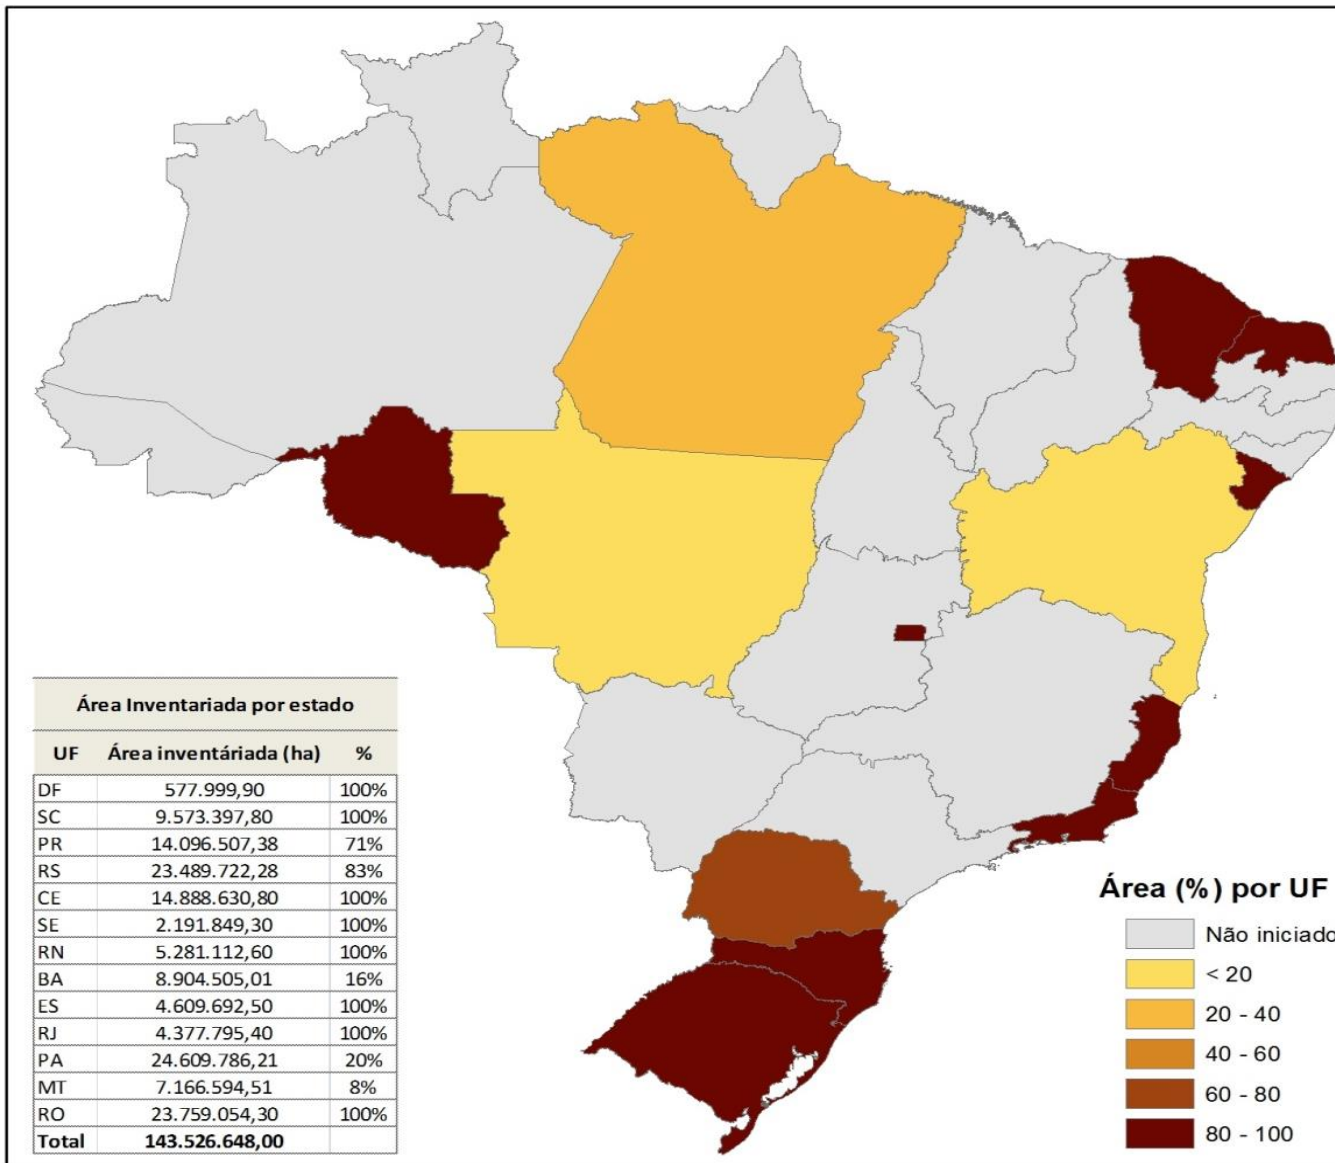 Área Inventariada por estado
UF Área inventáriada (ha) %
DF 577.999,90 100%
SC 9.573.397,80 100%
PR 14.096.507,38 71%
RS 23.489.722,28 83%
CE 14.888.630,80 100%
SE 2.191.849,30 100%
RN 5.281.112,60 100%
BA 8.904.505,01 16%
ES 4.609.692,50 100%
RJ 4.377.795,40 100%
PA 24.609.786,21 20%
MT 7.166.594,51 8%
RO 23.759.054,30 100%
Total 143.526.648,00
Área (%) por UF
Não iniciado
< 20
20 - 40
40 - 60
60 - 80
80 - 100